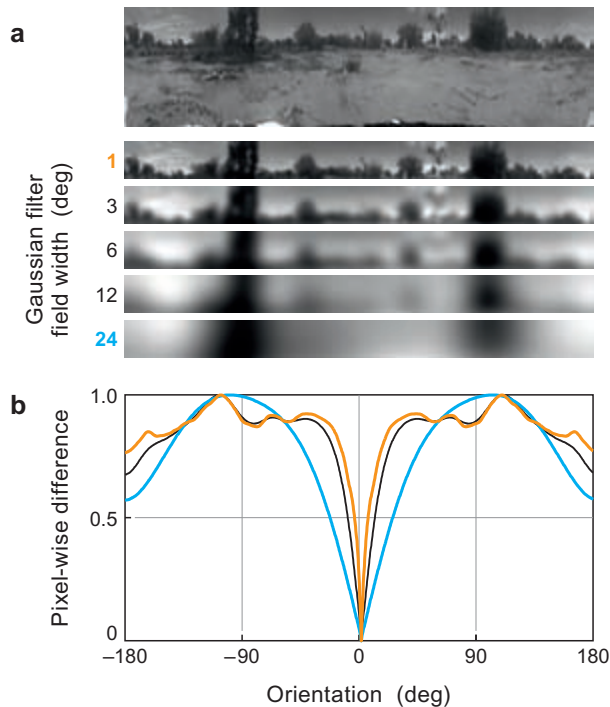 a
Gaussian filter
field width (deg)
1
3
6
12
24
b
Pixel-wise difference
1.0
0.5
0
–180
–90
0
90
180
Orientation (deg)